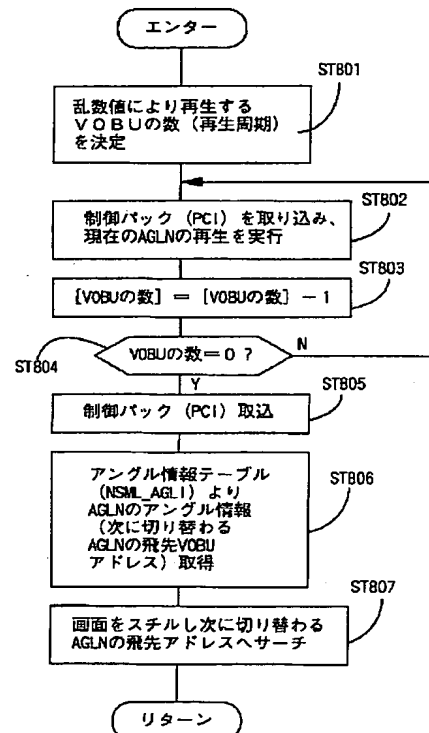 エンター
ST801
乱数値により再生する
VOBUの数（再生周期）
を決定
ST802
制御パック（PCI）を取り込み、
現在のAGLNの再生を実行
ST803
[VOBUの数]＝[VOBUの数]－1
VOBUの数＝0？
N
ST804
Y
ST805
制御パック（PCI）取込
アングル情報テーブル
（NSML_AGLI）より
AGLNのアングル情報
（次に切り替わる
AGLNの飛先VOBU
アドレス）取得
ST806
ST807
画面をスチルし次に切り替わる
AGLNの飛先アドレスへサーチ
リターン